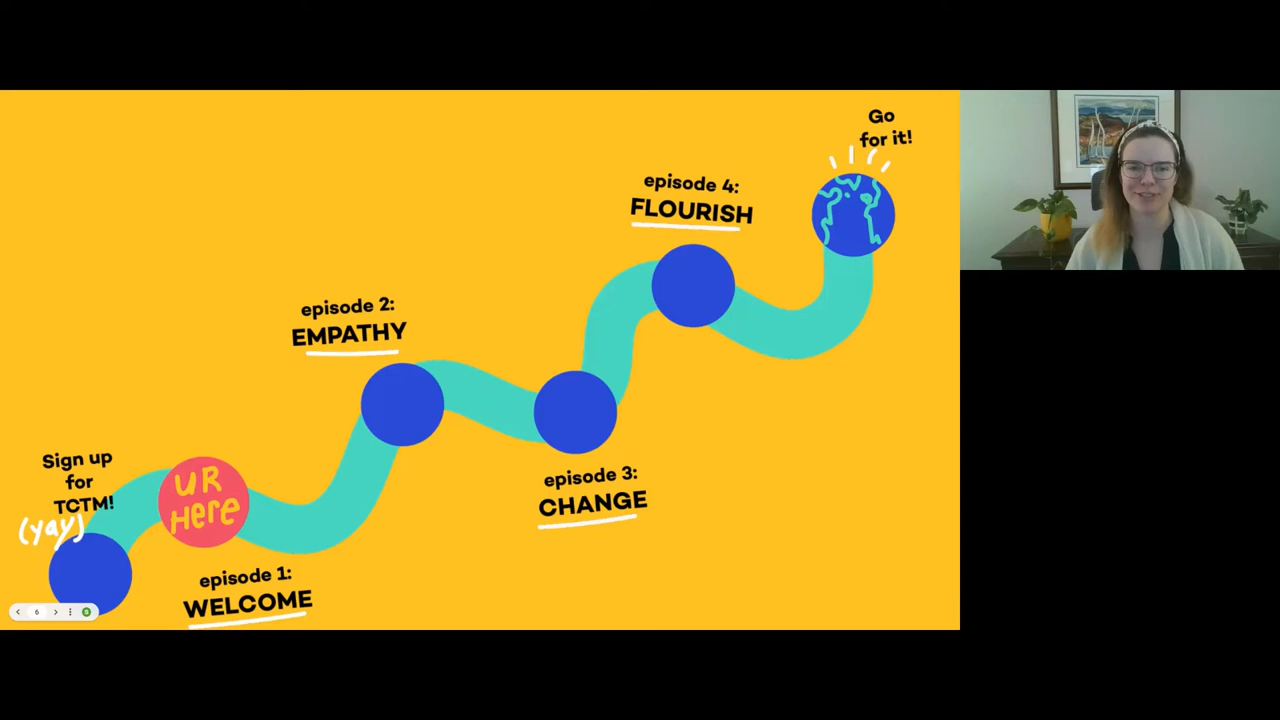 Sign up
for
TCTM!
(yay)
UR
Here
episode 1:
WELCOME
episode 2:
EMPATHY
episode 3:
CHANGE
episode 4:
FLOURISH
Go
for it!
6